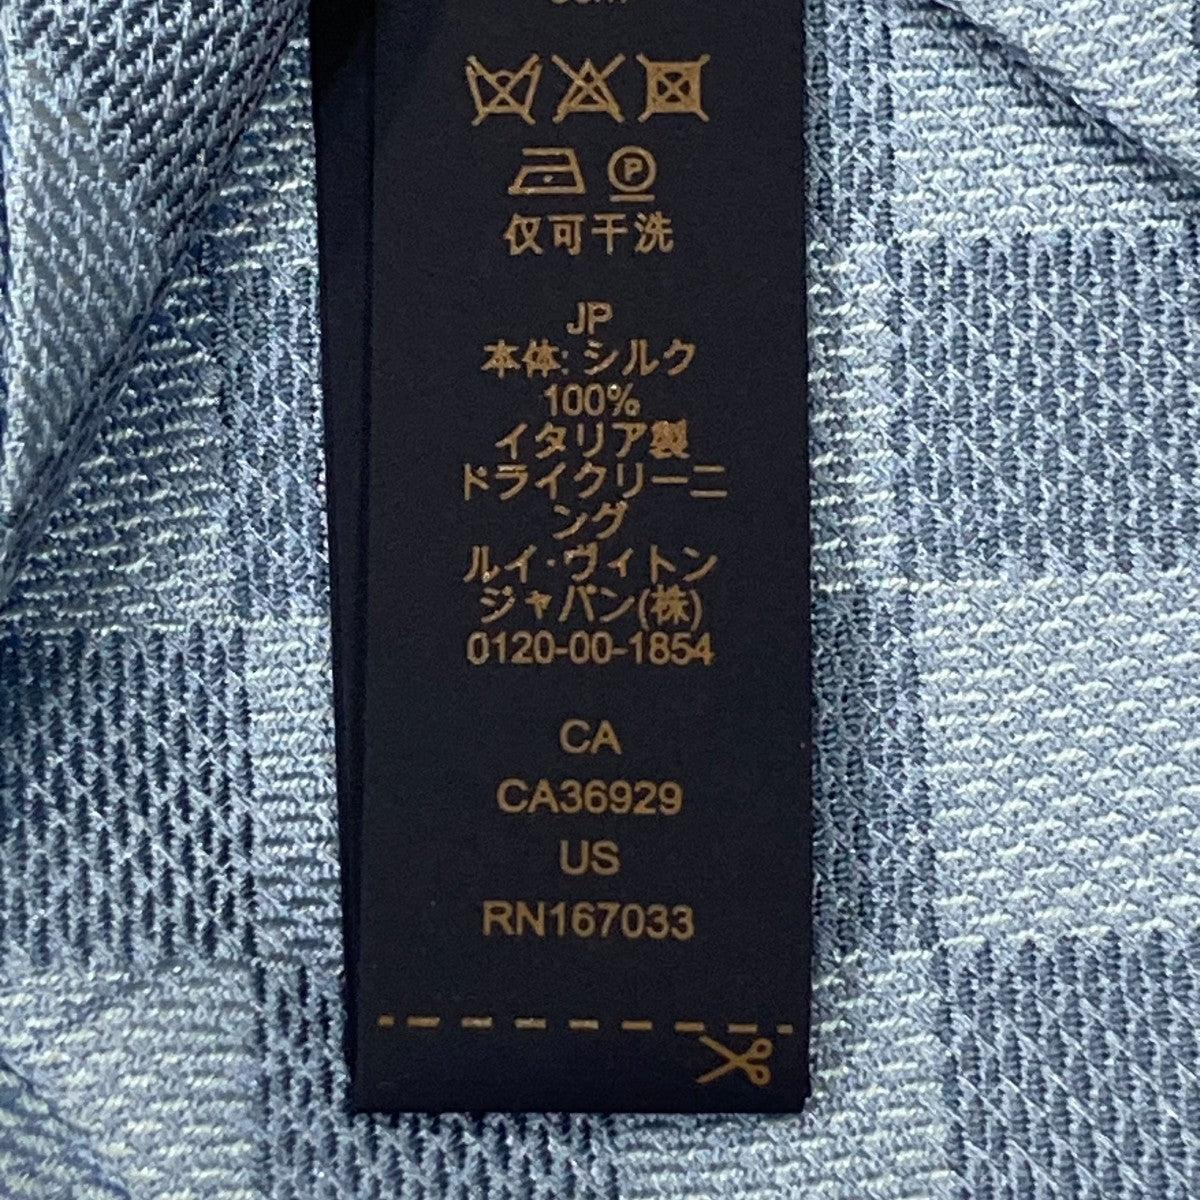 P
仅可干洗
JP
本体: シルク
100%
イタリア製
ドライクリーニ
ング
ルイ·ヴィトン
ジャパン(株)
0120-00-1854
CA
CA36929
US
RN167033